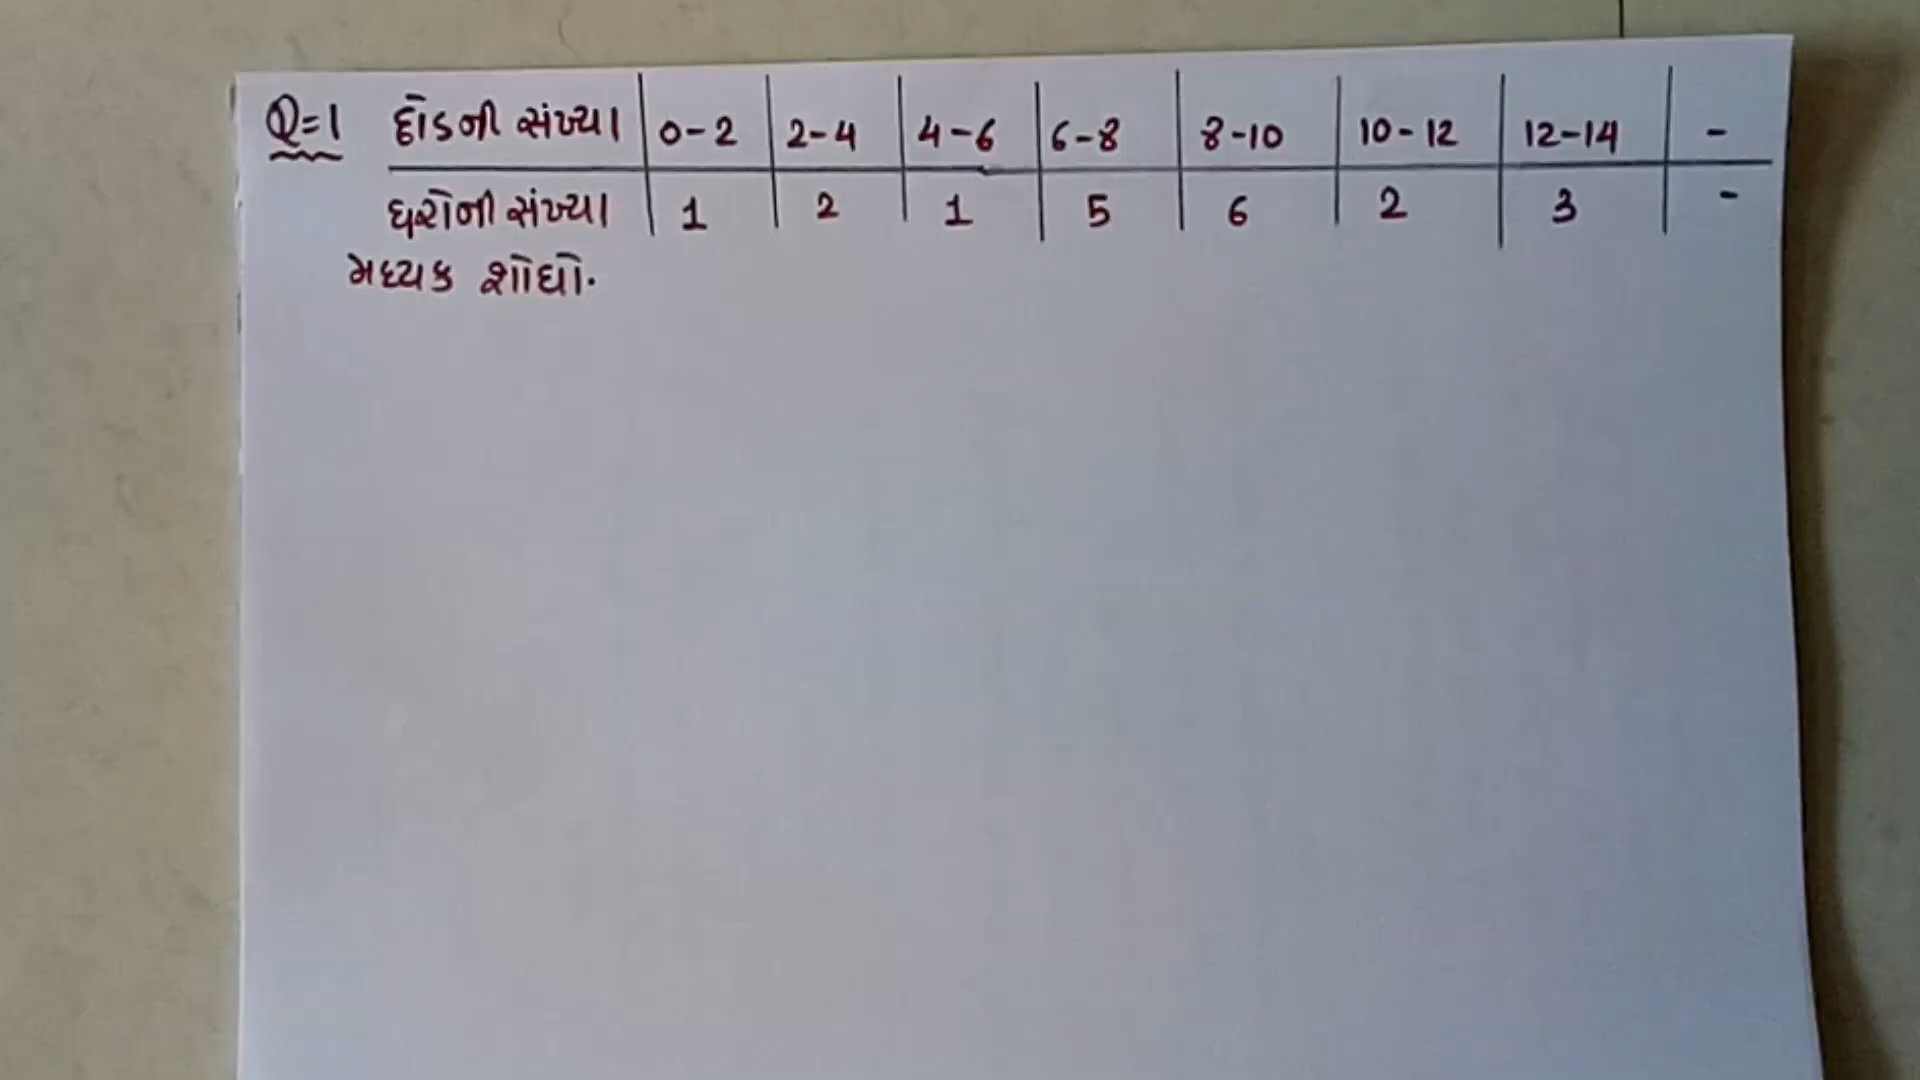 Q=1 છોડની સંખ્યા 0-2 2-4 4-6 6-8 8-10 10-12 12-14 -
ઘરોની સંખ્યા 1 2 1 5 6 2 3 -
મધ્યક શોધો.